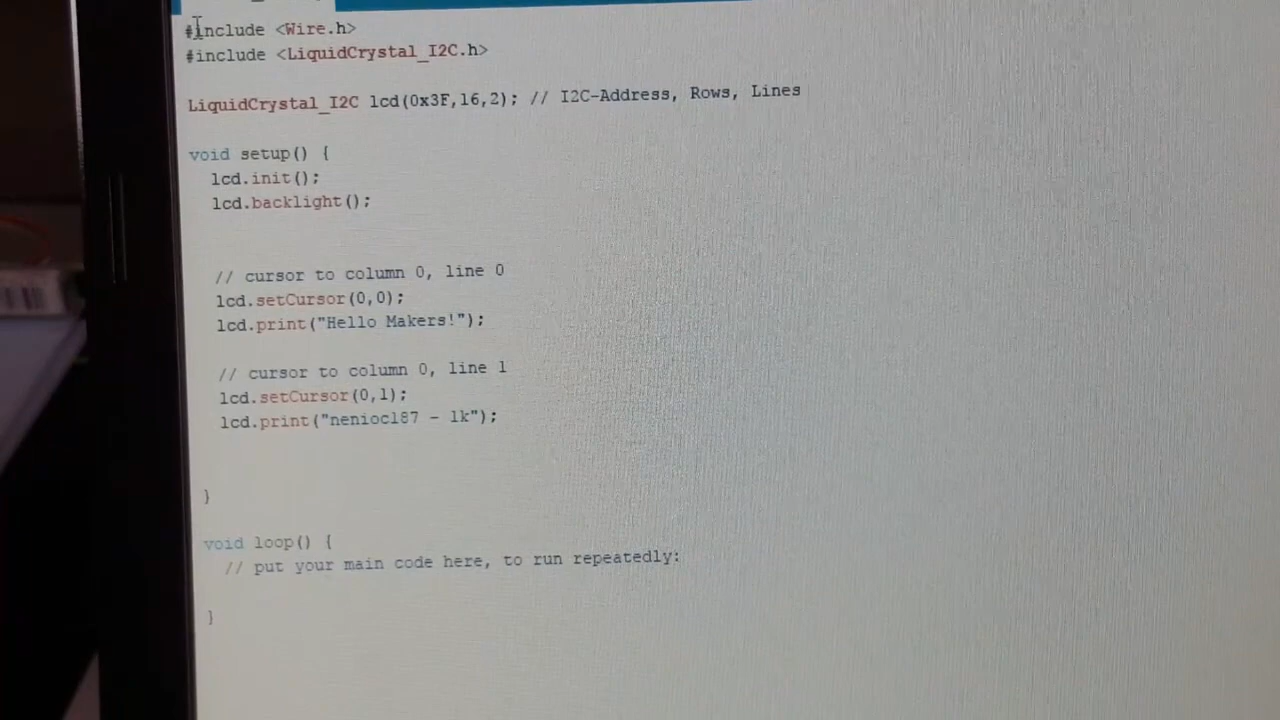 #include <Wire.h>
#include <LiquidCrystal_I2C.h>
LiquidCrystal_I2C lcd(0x3F,16,2); // I2C-Address, Rows, Lines
void setup() {
lcd.init();
lcd.backlight();
// cursor to column 0, line 0
lcd.setCursor(0,0);
lcd.print("Hello Makers!");
// cursor to column 0, line 1
lcd.setCursor(0,1);
lcd.print("nenioc187 - 1k");
}
void loop() {
// put your main code here, to run repeatedly:
}